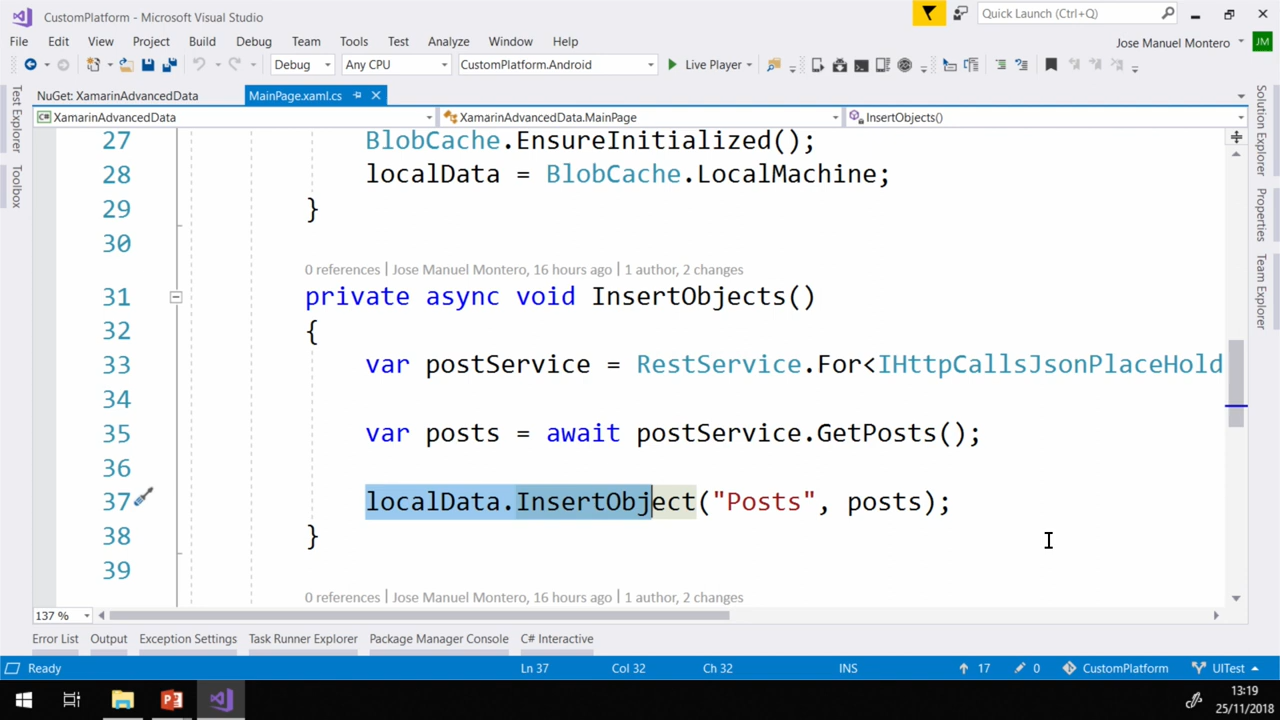 CustomPlatform - Microsoft Visual Studio
Quick Launch (Ctrl+Q)
File Edit View Project Build Debug Team Tools Test Analyze Window Help
Jose Manuel Montero
JM
Debug Any CPU CustomPlatform.Android Live Player
NuGet: XamarinAdvancedData MainPage.xaml.cs
XamarinAdvancedData XamarinAdvancedData.MainPage InsertObjects()
Test Explorer
Toolbox
Solution Explorer
Properties
Team Explorer
27 BlobCache.EnsureInitialized();
28 localData = BlobCache.LocalMachine;
29 }
30
0 references | Jose Manuel Montero, 16 hours ago | 1 author, 2 changes
31 private async void InsertObjects()
32 {
33 var postService = RestService.For<IHttpCallsJsonPlaceHold
34
35 var posts = await postService.GetPosts();
36
37 localData.InsertObject("Posts", posts);
38 }
39
0 references | Jose Manuel Montero, 16 hours ago | 1 author, 2 changes
137 %
Error List Output Exception Settings Task Runner Explorer Package Manager Console C# Interactive
Ready Ln 37 Col 32 Ch 32 INS 17 0 CustomPlatform UITest
13:19
25/11/2018